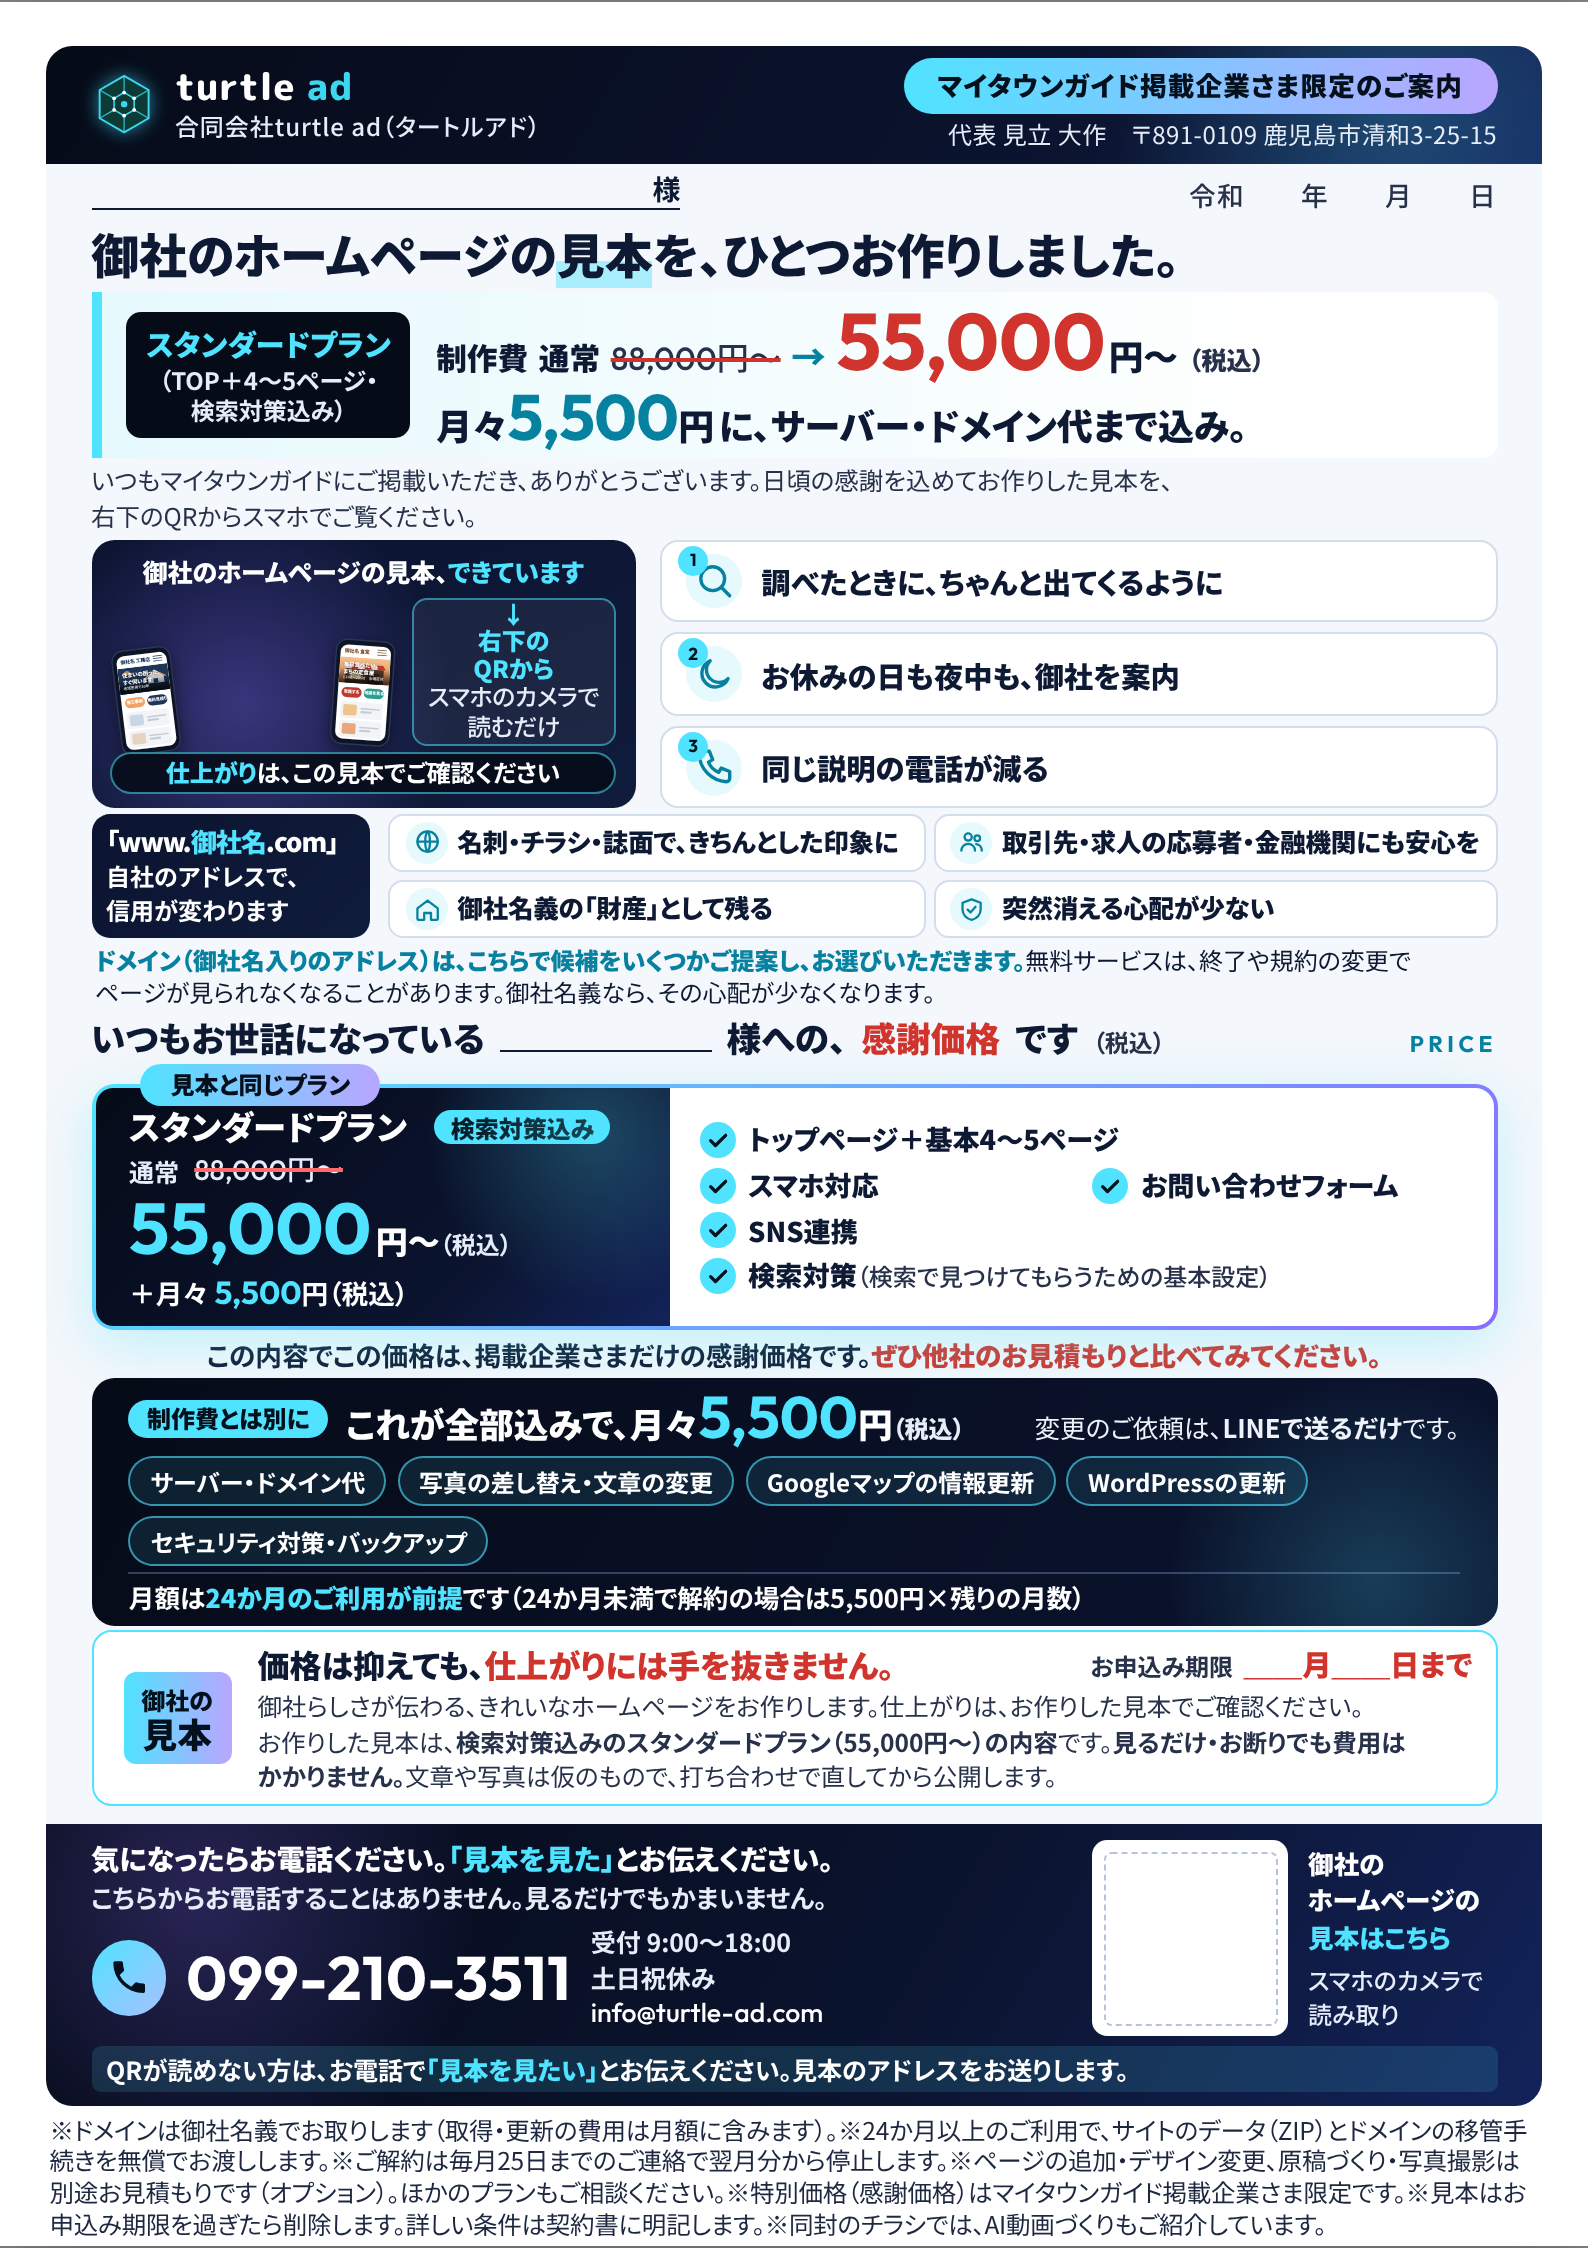 turtle ad
合同会社turtle ad（タートルアド）
マイタウンガイド掲載企業さま限定のご案内
代表 見立 大作　〒891-0109 鹿児島市清和3-25-15
様
令和　　年　　月　　日
御社のホームページの見本を、ひとつお作りしました。
スタンダードプラン
（TOP＋4〜5ページ・
検索対策込み）
制作費 通常 88,000円〜 → 55,000円〜（税込）
月々5,500円に、サーバー・ドメイン代まで込み。
いつもマイタウンガイドにご掲載いただき、ありがとうございます。日頃の感謝を込めてお作りした見本を、
右下のQRからスマホでご覧ください。
御社のホームページの見本、できています
↓
右下の
QRから
スマホのカメラで
読むだけ
仕上がりは、この見本でご確認ください
1
調べたときに、ちゃんと出てくるように
2
お休みの日も夜中も、御社を案内
3
同じ説明の電話が減る
「www.御社名.com」
自社のアドレスで、
信用が変わります
名刺・チラシ・誌面で、きちんとした印象に
取引先・求人の応募者・金融機関にも安心を
御社名義の「財産」として残る
突然消える心配が少ない
ドメイン（御社名入りのアドレス）は、こちらで候補をいくつかご提案し、お選びいただきます。無料サービスは、終了や規約の変更で
ページが見られなくなることがあります。御社名義なら、その心配が少なくなります。
いつもお世話になっている ＿＿＿＿ 様への、感謝価格 です（税込）
PRICE
見本と同じプラン
スタンダードプラン 検索対策込み
通常 88,000円〜
55,000円〜（税込）
＋月々 5,500円（税込）
トップページ＋基本4〜5ページ
スマホ対応
お問い合わせフォーム
SNS連携
検索対策（検索で見つけてもらうための基本設定）
この内容でこの価格は、掲載企業さまだけの感謝価格です。ぜひ他社のお見積もりと比べてみてください。
制作費とは別に これが全部込みで、月々5,500円（税込）
変更のご依頼は、LINEで送るだけです。
サーバー・ドメイン代
写真の差し替え・文章の変更
Googleマップの情報更新
WordPressの更新
セキュリティ対策・バックアップ
月額は24か月のご利用が前提です（24か月未満で解約の場合は5,500円×残りの月数）
御社の
見本
価格は抑えても、仕上がりには手を抜きません。
お申込み期限 ＿＿月＿＿日まで
御社らしさが伝わる、きれいなホームページをお作りします。仕上がりは、お作りした見本でご確認ください。
お作りした見本は、検索対策込みのスタンダードプラン（55,000円〜）の内容です。見るだけ・お断りでも費用は
かかりません。文章や写真は仮のもので、打ち合わせで直してから公開します。
気になったらお電話ください。「見本を見た」とお伝えください。
こちらからお電話することはありません。見るだけでもかまいません。
099-210-3511
受付 9:00〜18:00
土日祝休み
info@turtle-ad.com
御社の
ホームページの
見本はこちら
スマホのカメラで
読み取り
QRが読めない方は、お電話で「見本を見たい」とお伝えください。見本のアドレスをお送りします。
※ドメインは御社名義でお取りします（取得・更新の費用は月額に含みます）。※24か月以上のご利用で、サイトのデータ（ZIP）とドメインの移管手
続きを無償でお渡しします。※ご解約は毎月25日までのご連絡で翌月分から停止します。※ページの追加・デザイン変更、原稿づくり・写真撮影は
別途お見積もりです（オプション）。ほかのプランもご相談ください。※特別価格（感謝価格）はマイタウンガイド掲載企業さま限定です。※見本はお
申込み期限を過ぎたら削除します。詳しい条件は契約書に明記します。※同封のチラシでは、AI動画づくりもご紹介しています。